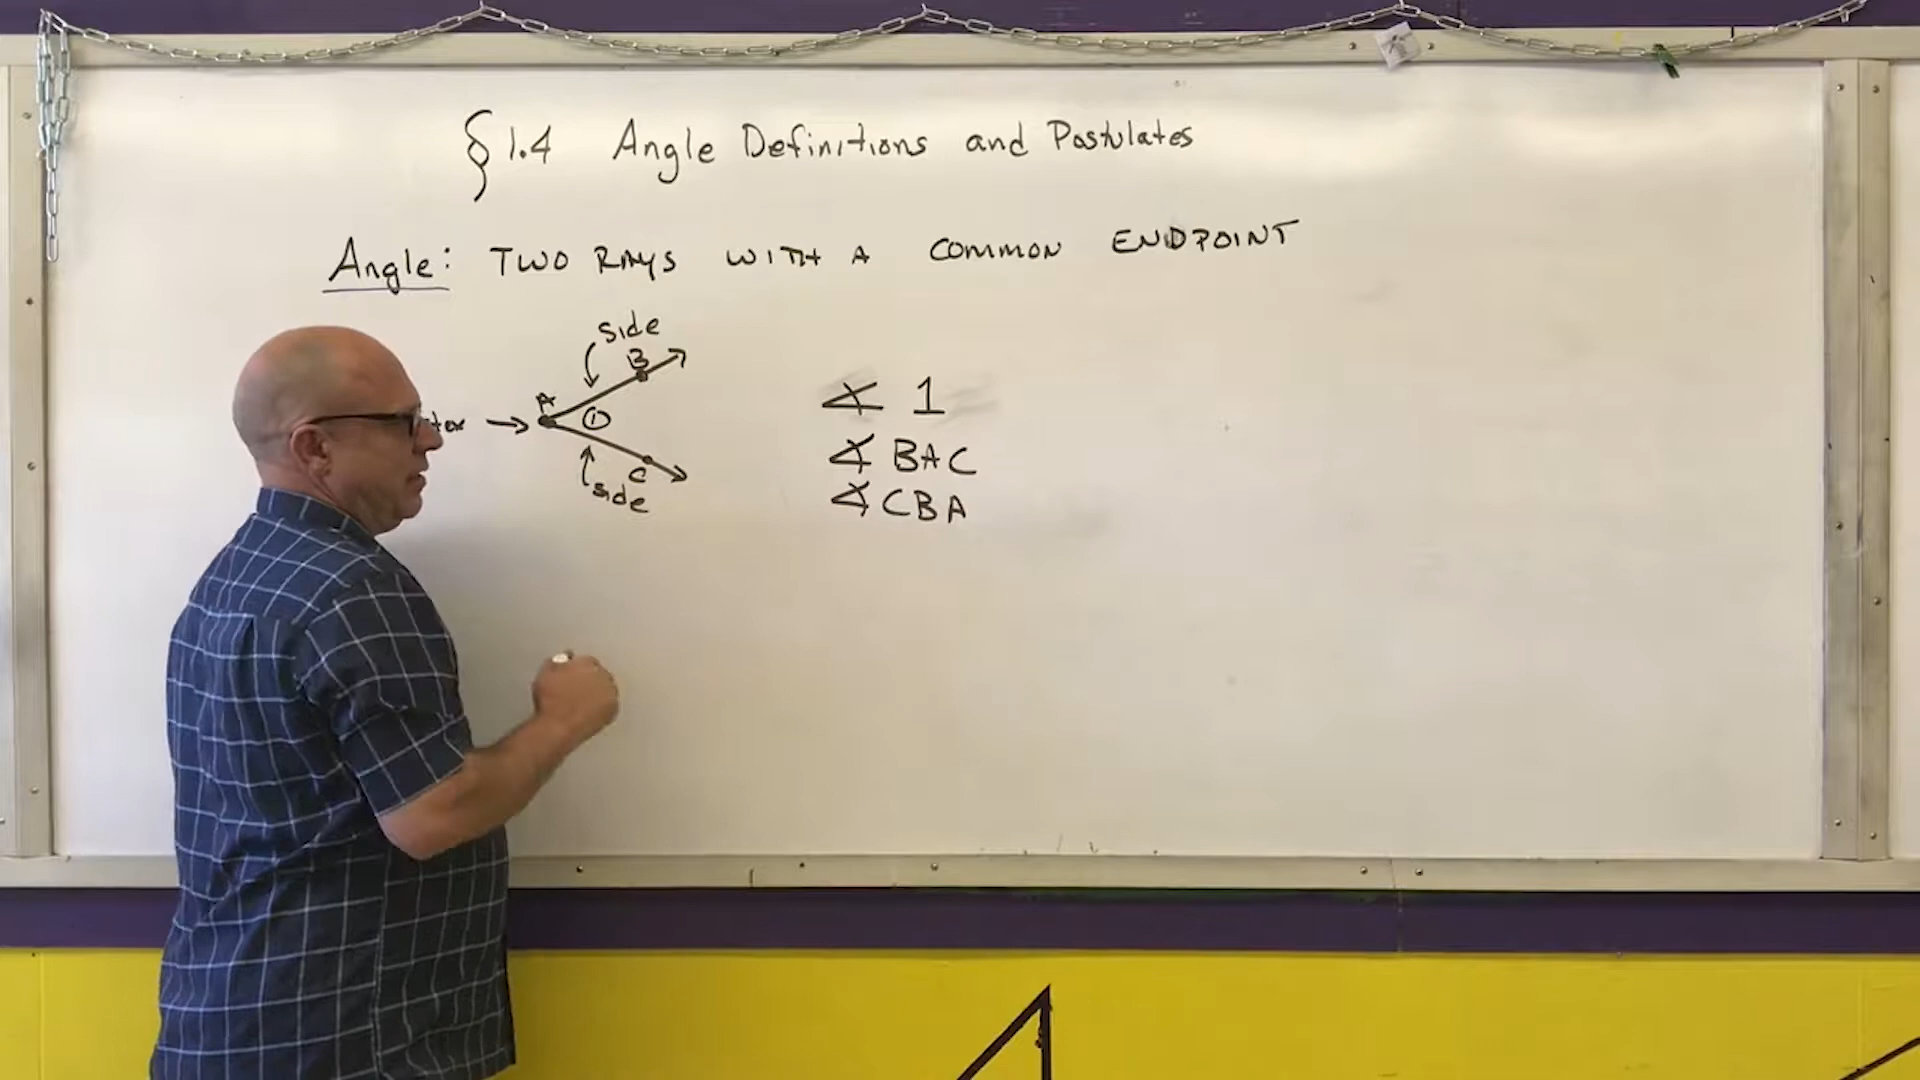 § 1.4 Angle Definitions and Postulates
Angle: TWO RAYS WITH A COMMON ENDPOINT
side
B
A
1
C
side
∡ 1
∡ BAC
∡ CBA